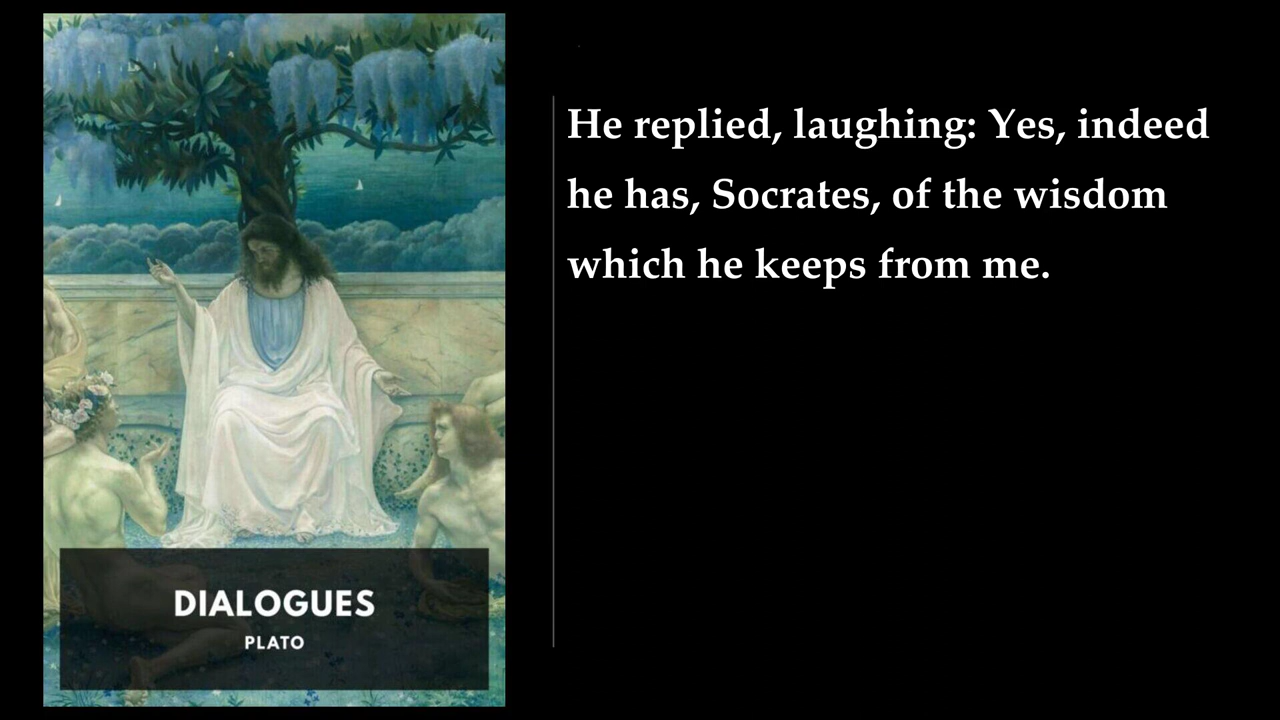 He replied, laughing: Yes, indeed
he has, Socrates, of the wisdom
which he keeps from me.
DIALOGUES
PLATO